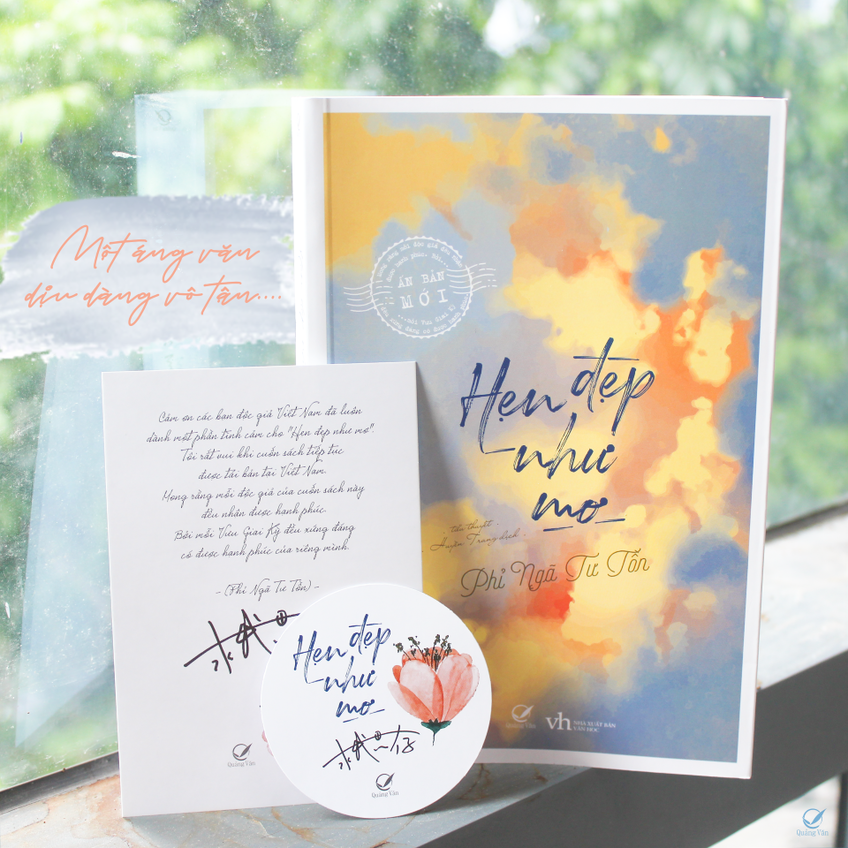 Một áng văn
dịu dàng vô tận....
ẤN BẢN
MỚI
Hẹn đẹp
như
mơ
tiểu thuyết
Huyền Trang dịch
Phỉ Ngã Tư Tồn
Quảng Văn
vh NHÀ XUẤT BẢN
VĂN HỌC
Cảm ơn các bạn độc giả Việt Nam đã luôn
dành một phần tình cảm cho "Hẹn đẹp như mơ".
Tôi rất vui khi cuốn sách tiếp tục
được tái bản tại Việt Nam.
Mong rằng mỗi độc giả của cuốn sách này
đều nhận được hạnh phúc.
Bởi mỗi Vưu Giai Kỳ đều xứng đáng
có được hạnh phúc của riêng mình.
- (Phỉ Ngã Tư Tồn) -
Quảng Văn
Hẹn đẹp
như
mơ
Quảng Văn
Quảng Văn